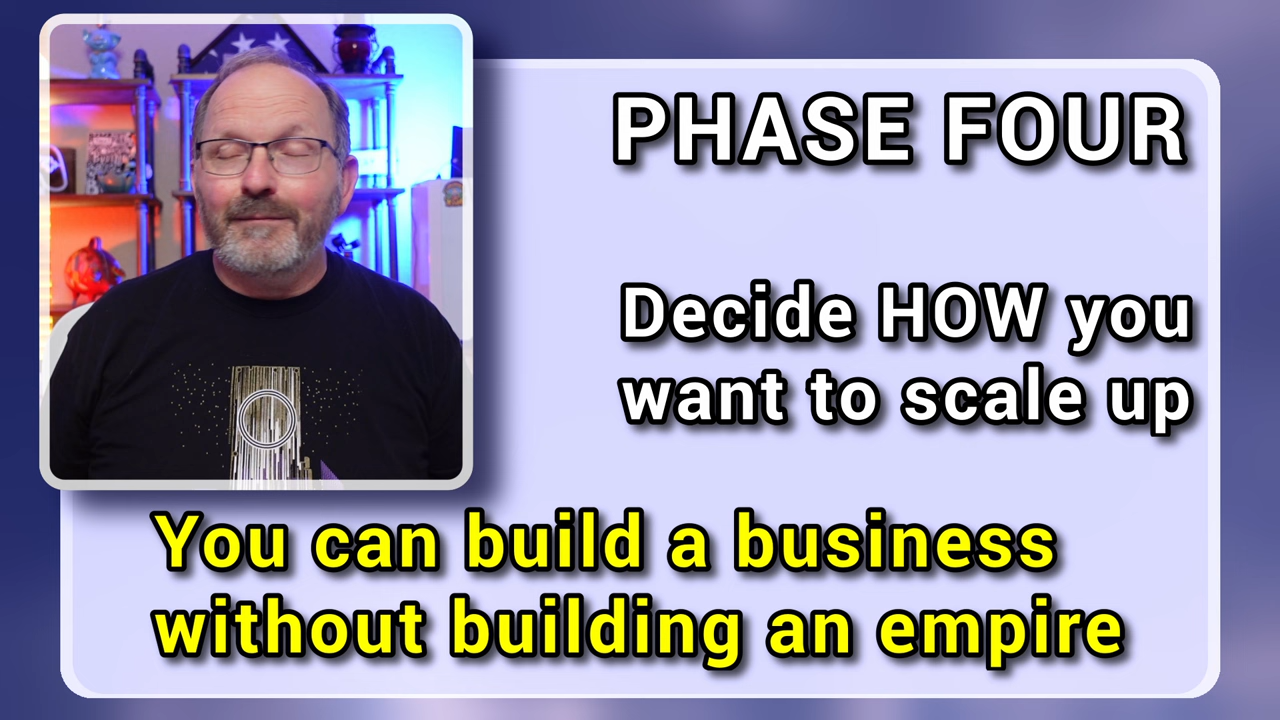 PHASE FOUR
Decide HOW you
want to scale up
You can build a business
without building an empire